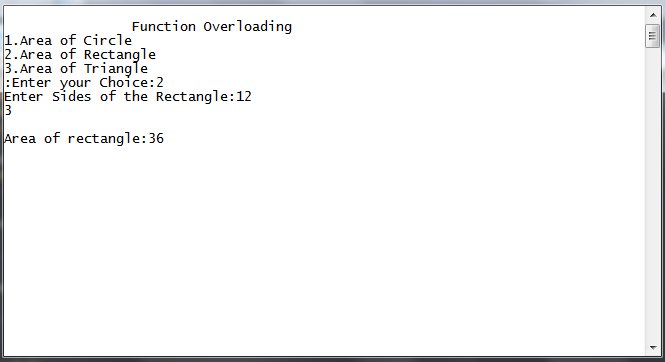 Function Overloading
1.Area of Circle
2.Area of Rectangle
3.Area of Triangle
:Enter your Choice:2
Enter Sides of the Rectangle:12
3
Area of rectangle:36